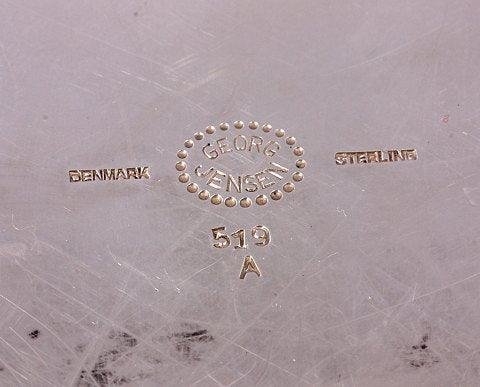 GEORG
DENMARK JENSEN STERLING
519
A